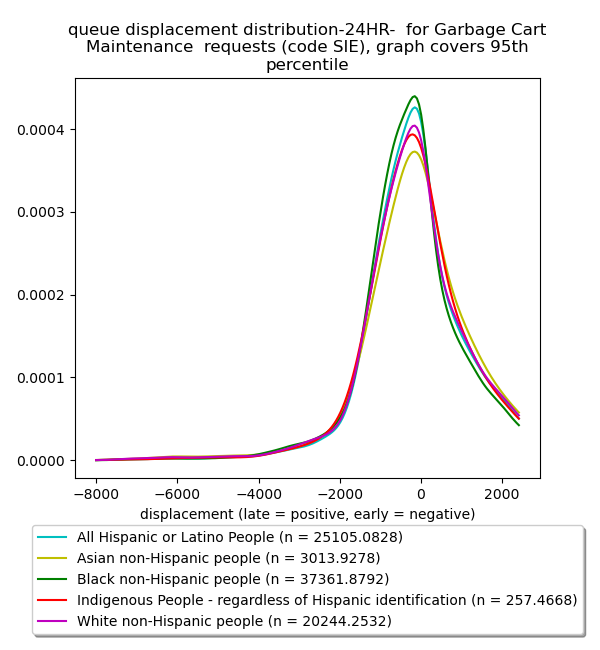 queue displacement distribution-24HR-  for Garbage Cart
Maintenance  requests (code SIE), graph covers 95th
percentile
0.0004
0.0003
0.0002
0.0001
0.0000
−8000 −6000 −4000 −2000 0 2000
displacement (late = positive, early = negative)
All Hispanic or Latino People (n = 25105.0828)
Asian non-Hispanic people (n = 3013.9278)
Black non-Hispanic people (n = 37361.8792)
Indigenous People - regardless of Hispanic identification (n = 257.4668)
White non-Hispanic people (n = 20244.2532)